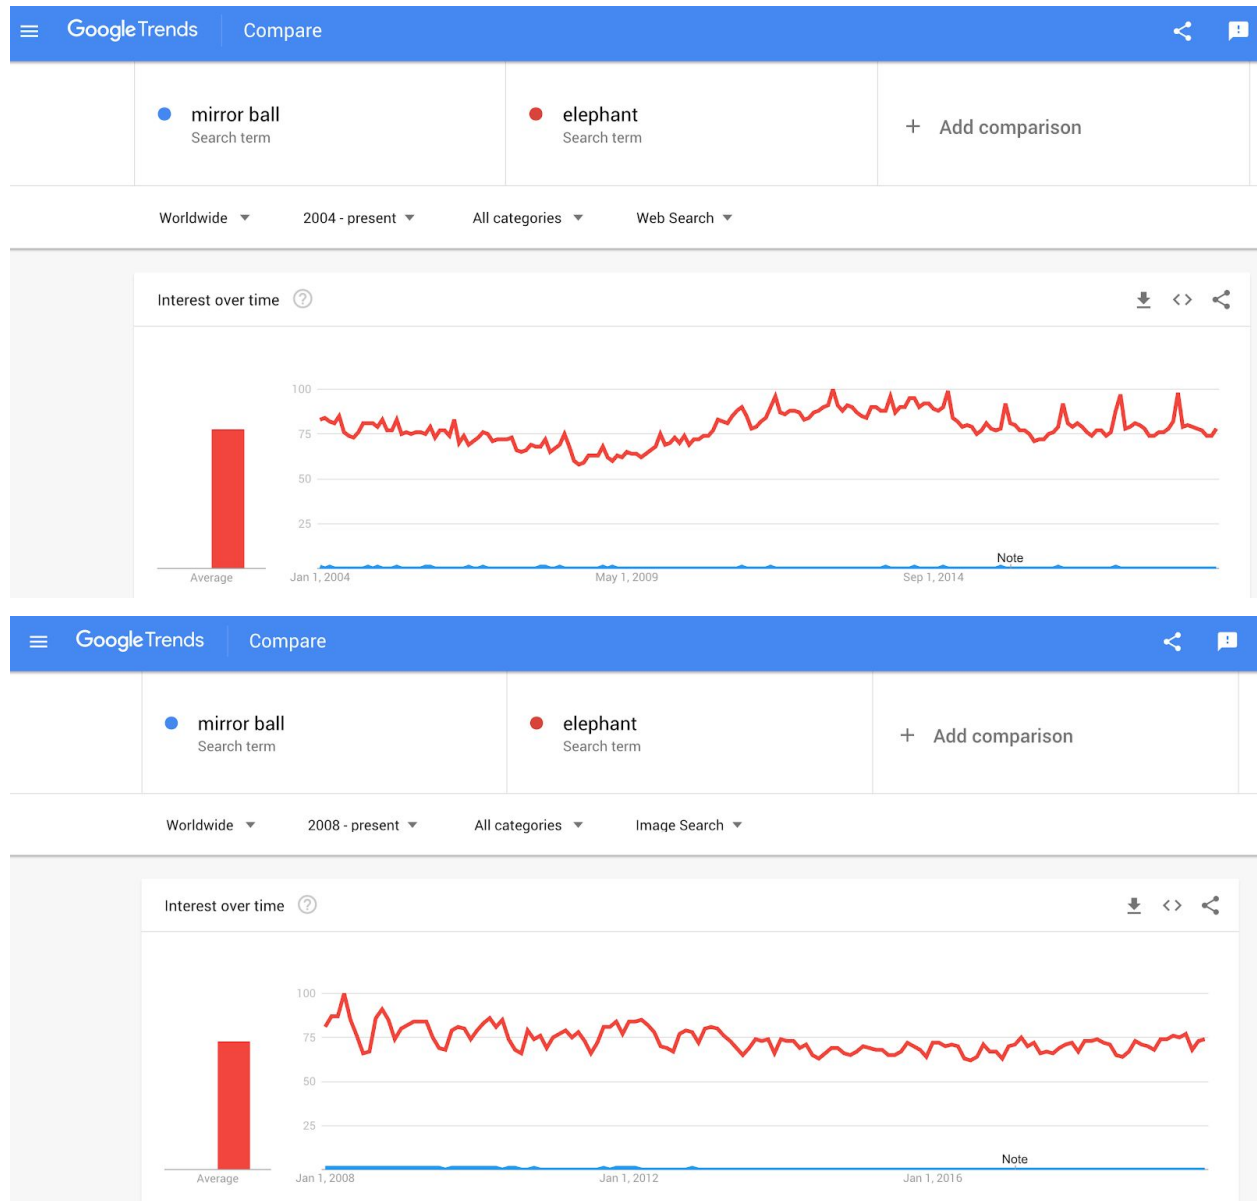 Google Trends Compare
mirror ball
Search term
elephant
Search term
+ Add comparison
Worldwide 2004 - present All categories Web Search
Interest over time ?
100
75
50
25
Note
Average Jan 1, 2004 May 1, 2009 Sep 1, 2014
Google Trends Compare
mirror ball
Search term
elephant
Search term
+ Add comparison
Worldwide 2008 - present All categories Image Search
Interest over time ?
100
75
50
25
Note
Average Jan 1, 2008 Jan 1, 2012 Jan 1, 2016